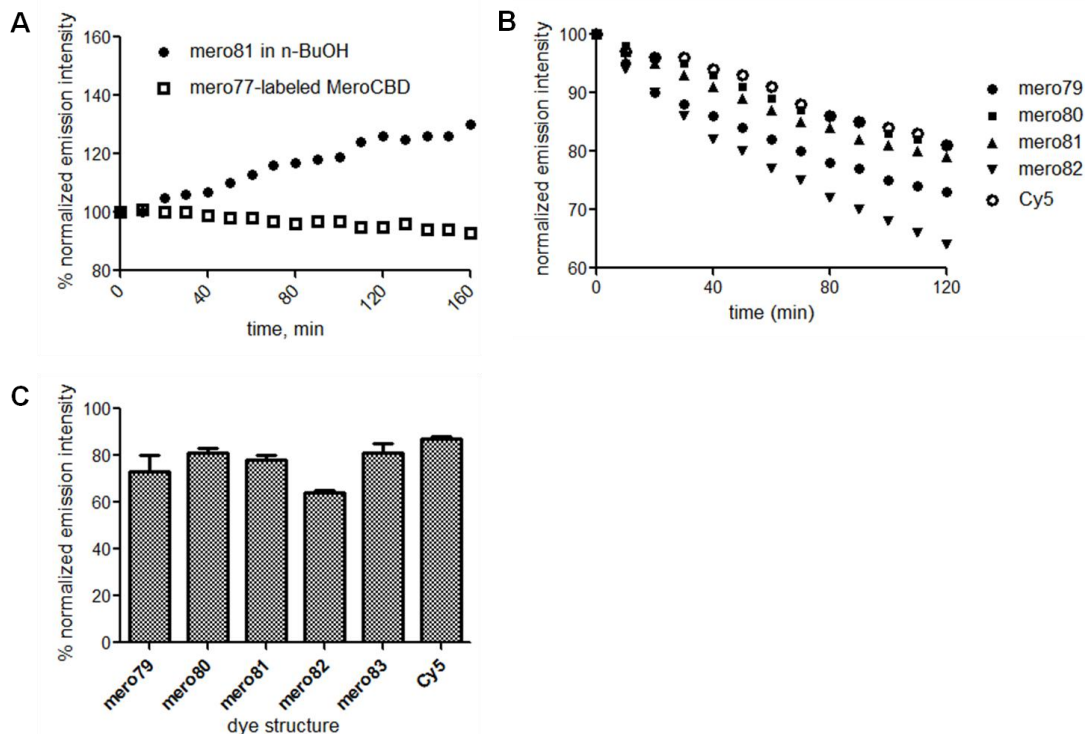 A
% normalized emission intensity
160
140
120
100
80
mero81 in n-BuOH
mero77-labeled MeroCBD
0
40
80
120
160
time, min
B
normalized emission intensity
100
90
80
70
60
0
40
80
120
time (min)
mero79
mero80
mero81
mero82
Cy5
C
% normalized emission intensity
100
80
60
40
20
0
mero79
mero80
mero81
mero82
mero83
Cy5
dye structure